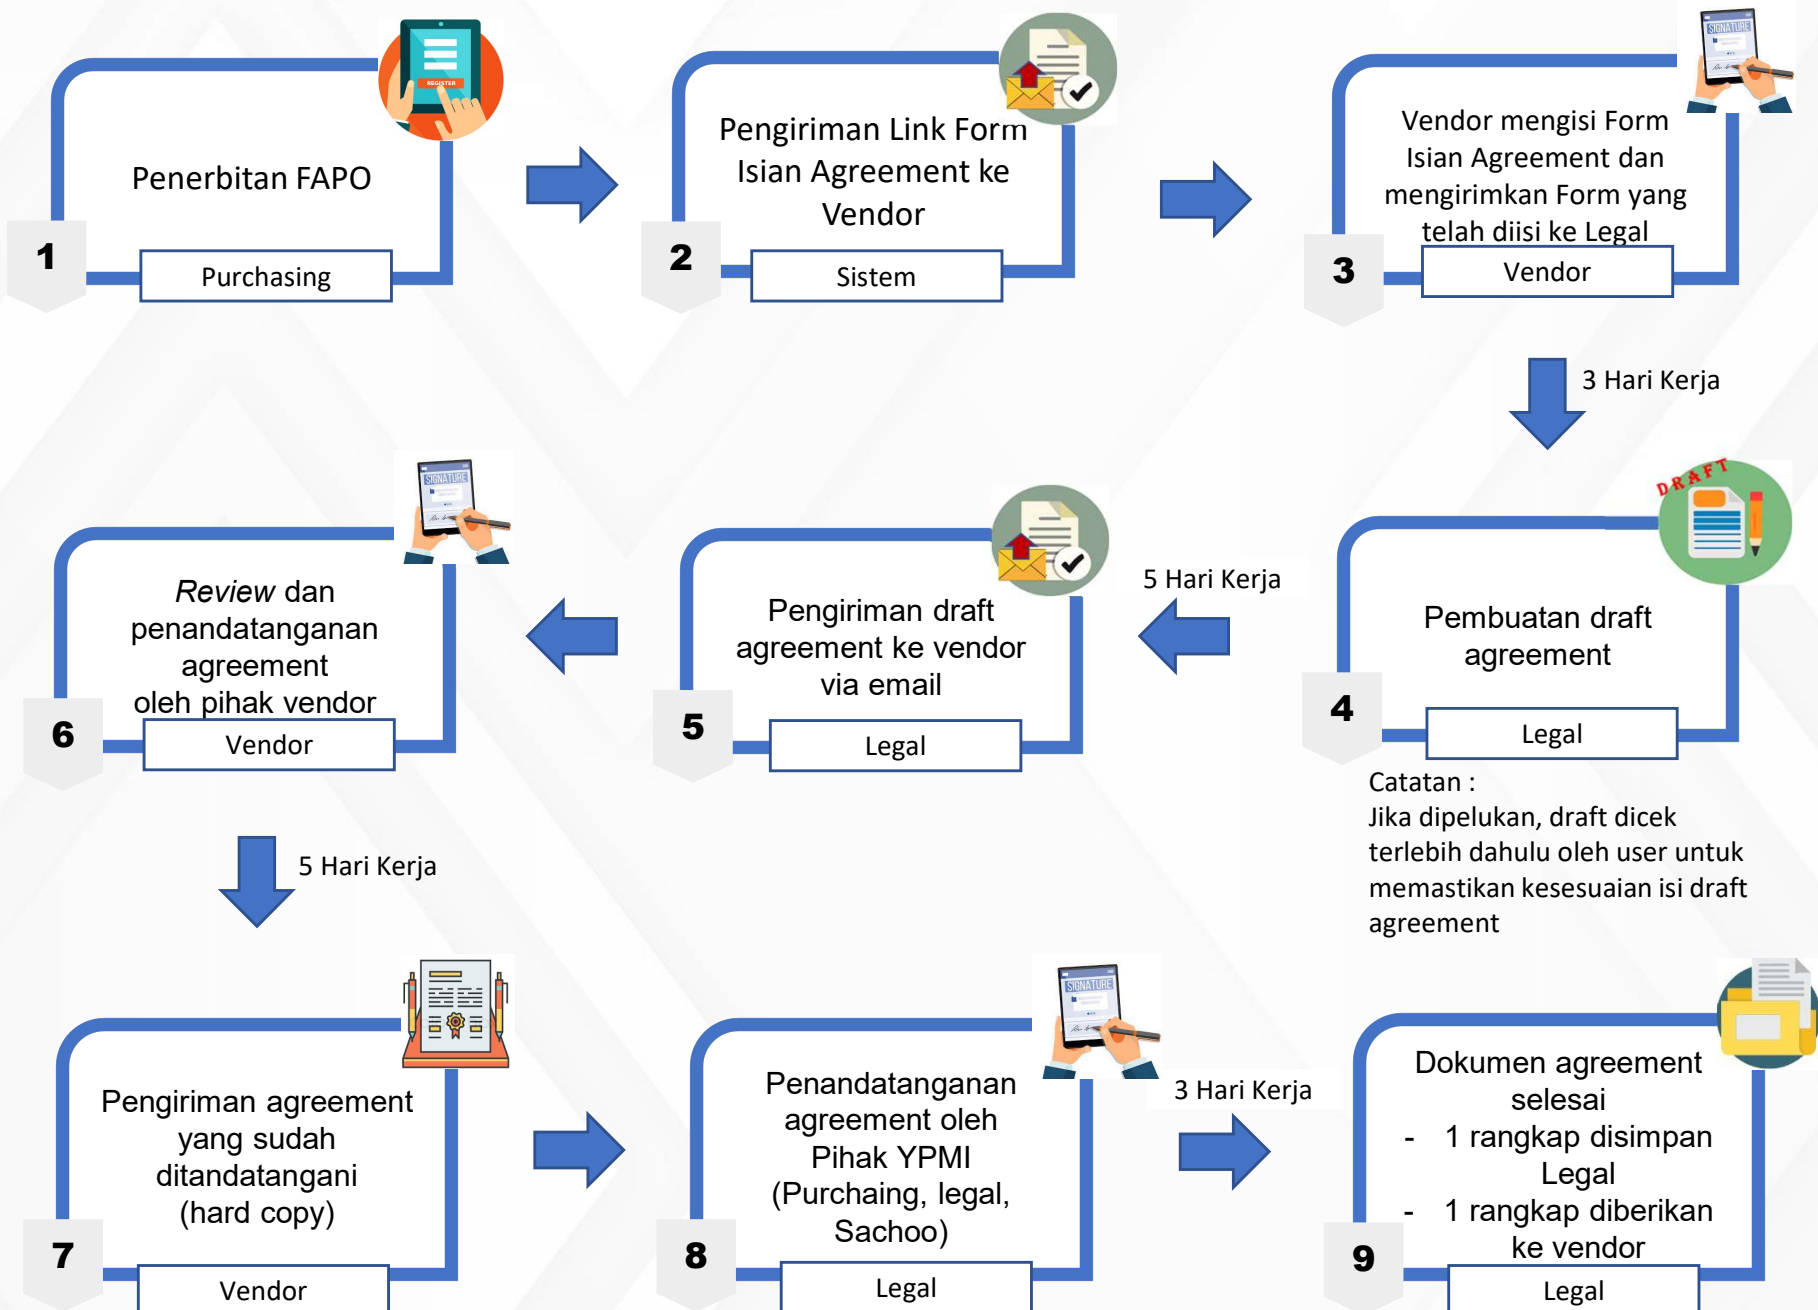 REGISTER
Penerbitan FAPO
1
Purchasing
Pengiriman Link Form
Isian Agreement ke
Vendor
2
Sistem
SIGNATURE
Vendor mengisi Form
Isian Agreement dan
mengirimkan Form yang
telah diisi ke Legal
3
Vendor
3 Hari Kerja
DRAFT
Pembuatan draft
agreement
4
Legal
Catatan :
Jika dipelukan, draft dicek
terlebih dahulu oleh user untuk
memastikan kesesuaian isi draft
agreement
5 Hari Kerja
Pengiriman draft
agreement ke vendor
via email
5
Legal
SIGNATURE
Review dan
penandatanganan
agreement
oleh pihak vendor
6
Vendor
5 Hari Kerja
Pengiriman agreement
yang sudah
ditandatangani
(hard copy)
7
Vendor
SIGNATURE
Penandatanganan
agreement oleh
Pihak YPMI
(Purchaing, legal,
Sachoo)
8
Legal
3 Hari Kerja
Dokumen agreement
selesai
- 1 rangkap disimpan
Legal
- 1 rangkap diberikan
ke vendor
9
Legal